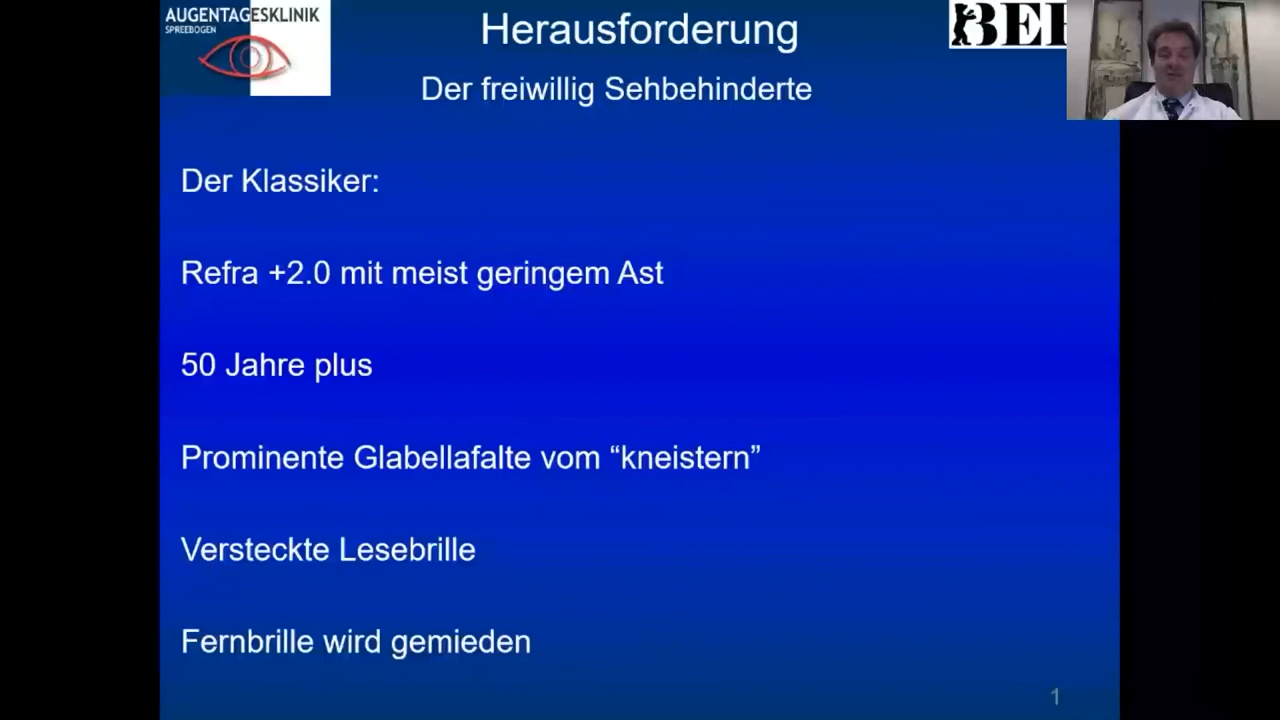 AUGENTAGESKLINIK
SPREEBOGEN
Herausforderung
Der freiwillig Sehbehinderte
Der Klassiker:
Refra +2.0 mit meist geringem Ast
50 Jahre plus
Prominente Glabellafalte vom “kneistern”
Versteckte Lesebrille
Fernbrille wird gemieden
1